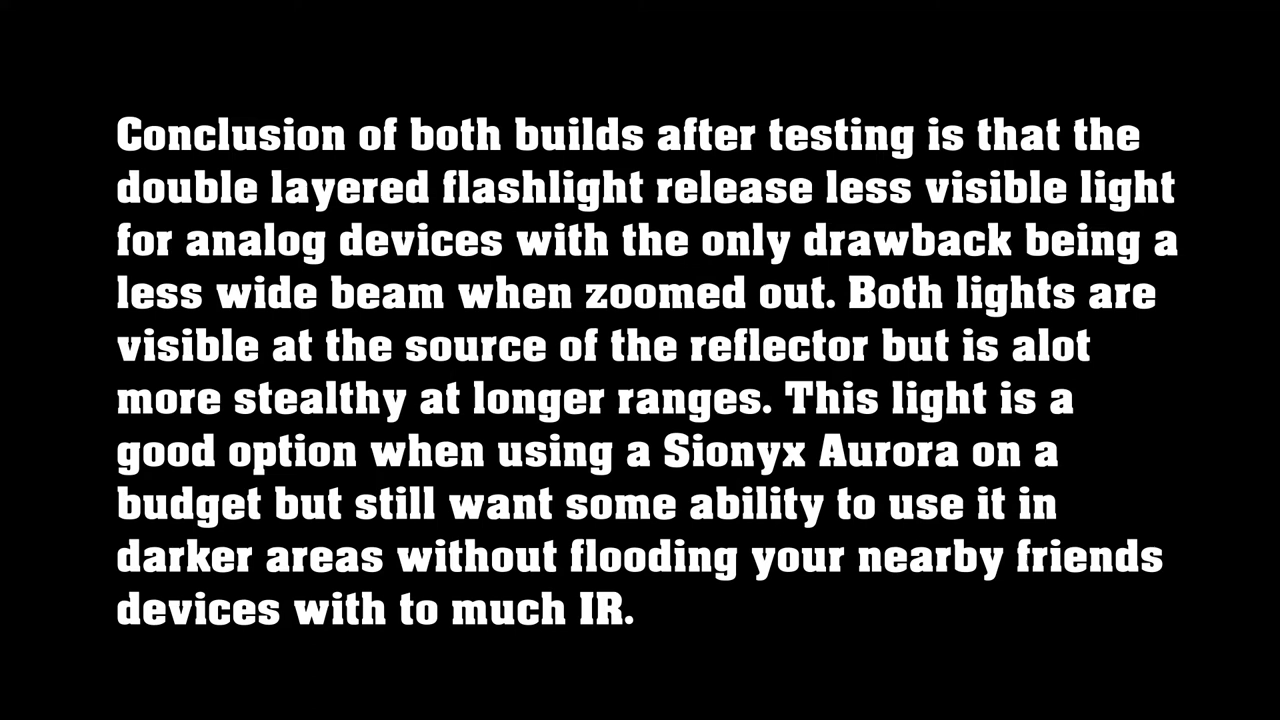 Conclusion of both builds after testing is that the
double layered flashlight release less visible light
for analog devices with the only drawback being a
less wide beam when zoomed out. Both lights are
visible at the source of the reflector but is alot
more stealthy at longer ranges. This light is a
good option when using a Sionyx Aurora on a
budget but still want some ability to use it in
darker areas without flooding your nearby friends
devices with to much IR.